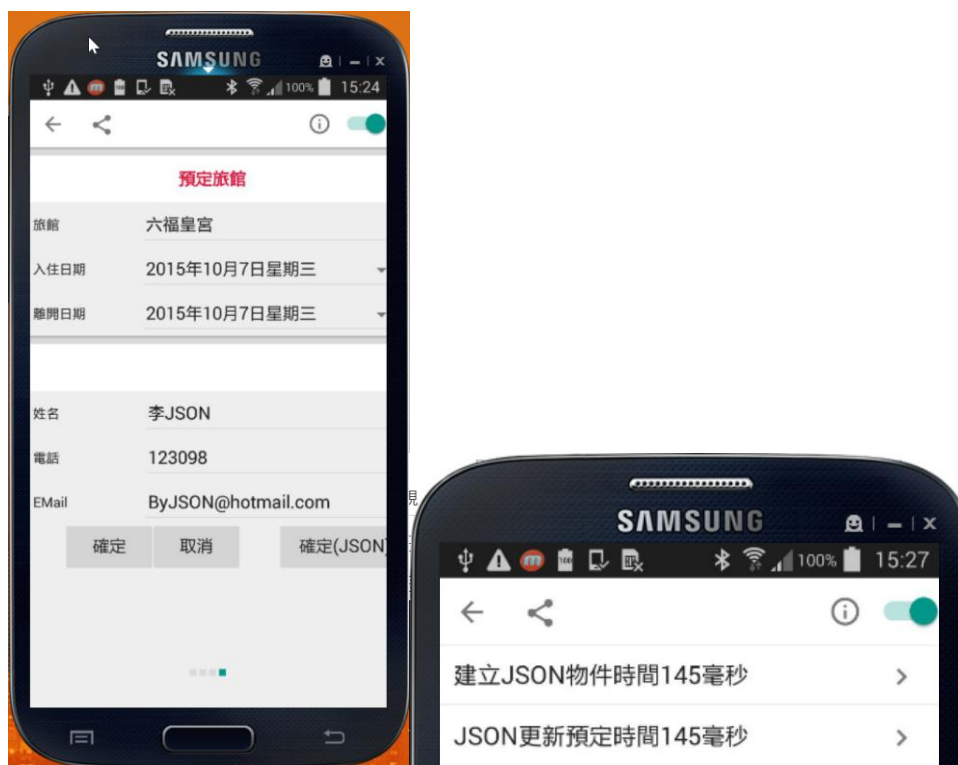 SAMSUNG
100% 15:24
預定旅館
旅館 六福皇宮
入住日期 2015年10月7日星期三
離開日期 2015年10月7日星期三
姓名 李JSON
電話 123098
EMail ByJSON@hotmail.com
確定 取消 確定(JSON)
SAMSUNG
100% 15:27
建立JSON物件時間145毫秒
JSON更新預定時間145毫秒